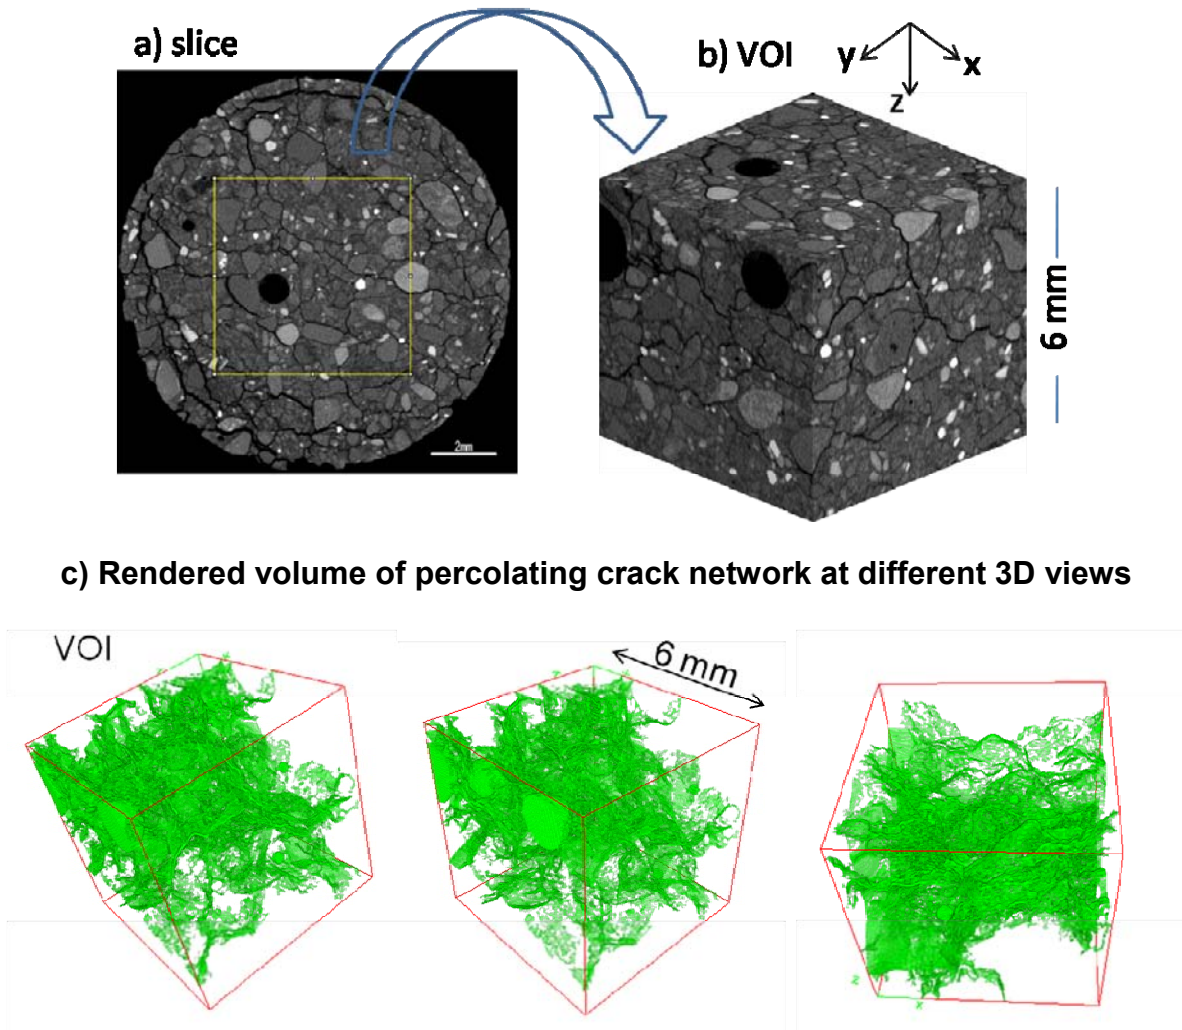 a) slice
b) VOI
y
x
z
6 mm
2mm
c) Rendered volume of percolating crack network at different 3D views
VOI
6 mm
z
x